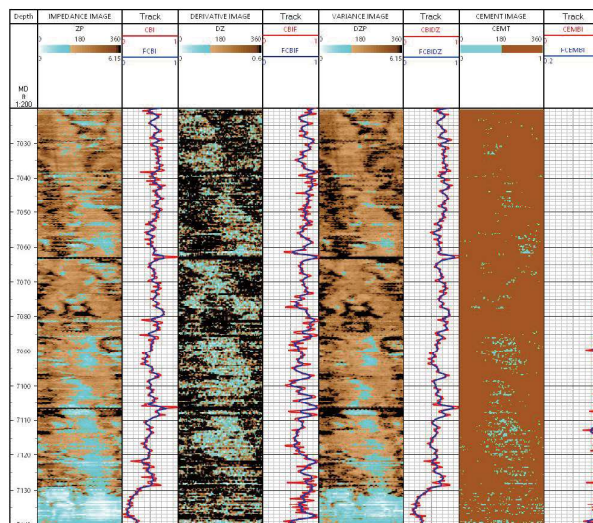 Depth IMPEDANCE IMAGE Track DERIVATIVE IMAGE Track VARIANCE IMAGE Track CEMENT IMAGE Track
ZP CBI DZ CBIF DZP CBIDZ CEMT CEMBI
0 180 360 0 1 0 180 360 0 1 0 180 360 0 1 0 180 360
FCBI FCBIF FCBIDZ FCEMBI
0 6.15 0 1 0 1 0 6.15 0 1 0 1 0.2
MD
ft
1:200
7030
7040
7050
7060
7070
7080
7090
7100
7110
7120
7130